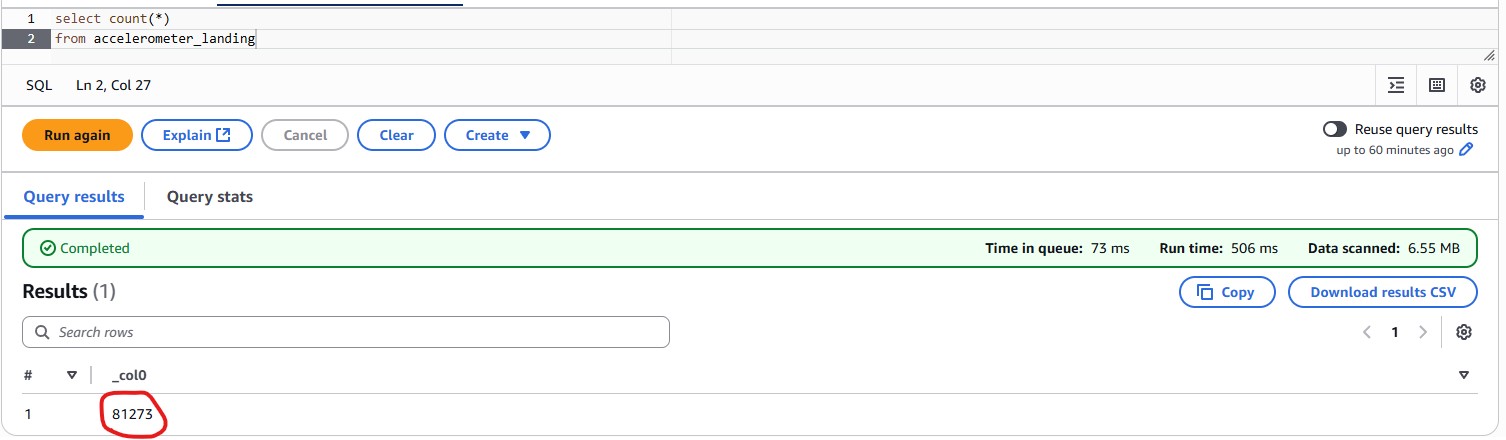 1 select count(*)
2 from accelerometer_landing
SQL Ln 2, Col 27
Run again Explain Cancel Clear Create Reuse query results
up to 60 minutes ago
Query results Query stats
Completed Time in queue: 73 ms Run time: 506 ms Data scanned: 6.55 MB
Results (1) Copy Download results CSV
Search rows 1
# _col0
1 81273